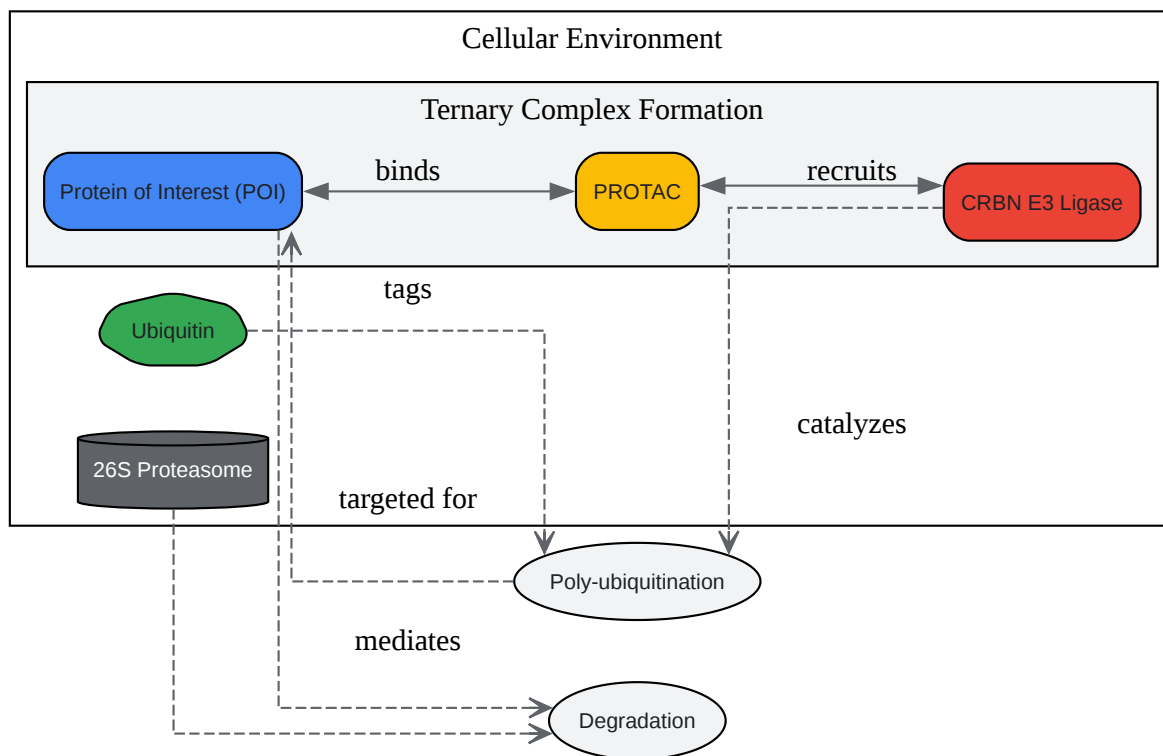 Cellular Environment
Ternary Complex Formation
binds
recruits
Protein of Interest (POI)
PROTAC
CRBN E3 Ligase
tags
Ubiquitin
catalyzes
26S Proteasome
targeted for
Poly-ubiquitination
mediates
Degradation